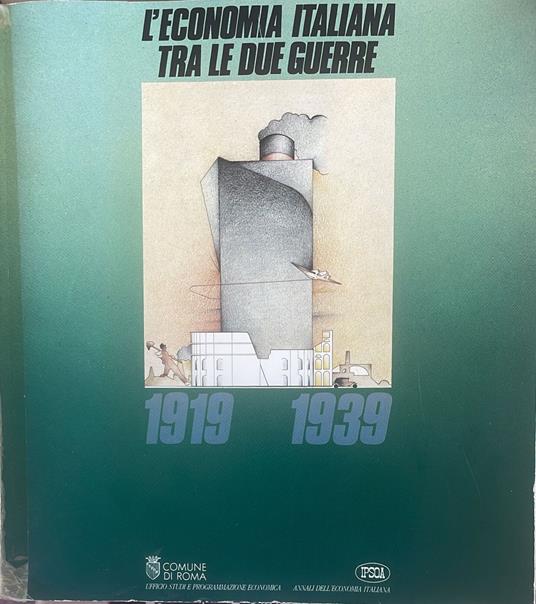 L'ECONOMIA ITALIANA
TRA LE DUE GUERRE
1919 1939
COMUNE
DI ROMA
IPSOA
UFFICIO STUDI E PROGRAMMAZIONE ECONOMICA
ANNALI DELL'ECONOMIA ITALIANA